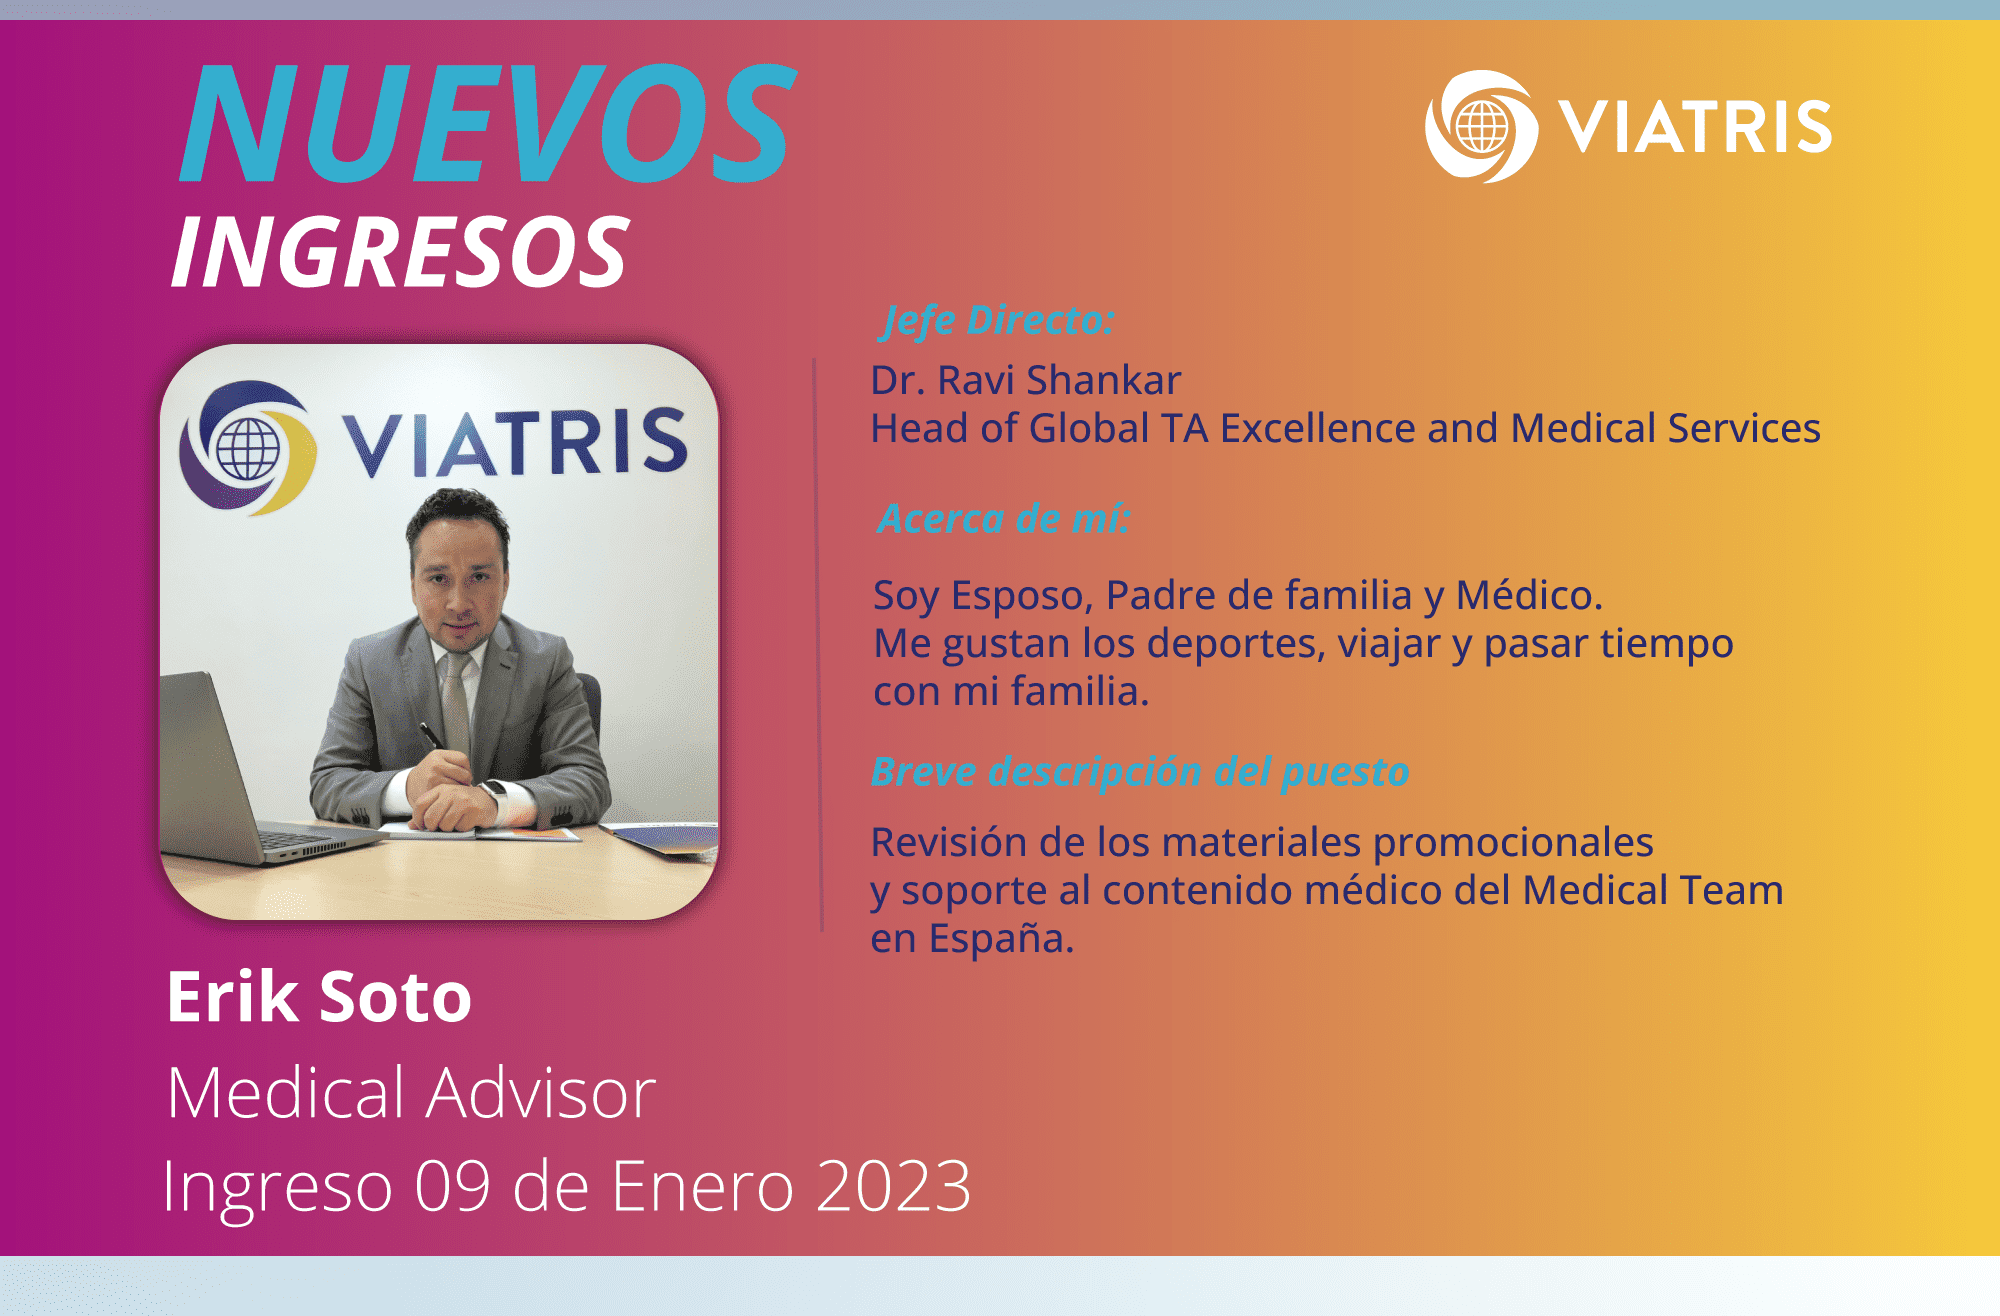 NUEVOS
INGRESOS
VIATRIS
VIATRIS
Erik Soto
Medical Advisor
Ingreso 09 de Enero 2023
Jefe Directo:
Dr. Ravi Shankar
Head of Global TA Excellence and Medical Services
Acerca de mí:
Soy Esposo, Padre de familia y Médico.
Me gustan los deportes, viajar y pasar tiempo
con mi familia.
Breve descripción del puesto
Revisión de los materiales promocionales
y soporte al contenido médico del Medical Team
en España.